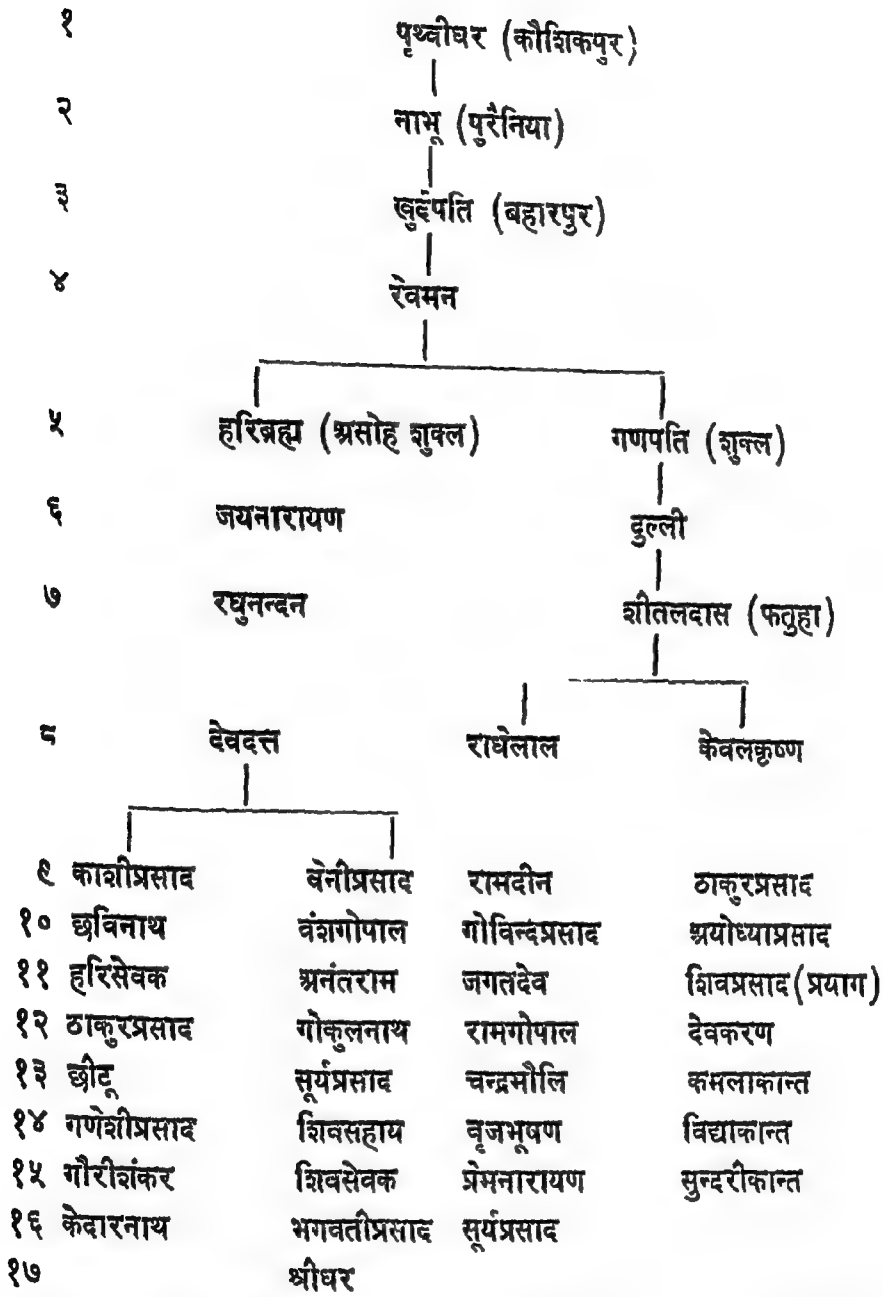 १ पृथ्वीधर (कौशिकपुर)
२ नाभू (पुरैनिया)
३ खुर्दपति (बहारपुर)
४ रेवमन
५ हरिब्रह्म (असोह शुक्ल) गणपति (शुक्ल)
६ जयनारायण दुल्ली
७ रघुनन्दन शीतलदास (फतुहा)
८ देवदत्त राधेलाल केवलकृष्ण
९ काशीप्रसाद बेनीप्रसाद रामदीन ठाकुरप्रसाद
१० छविनाथ वंशगोपाल गोविन्दप्रसाद अयोध्याप्रसाद
११ हरिसेवक अनंतराम जगतदेव शिवप्रसाद (प्रयाग)
१२ ठाकुरप्रसाद गोकुलनाथ रामगोपाल देवकरण
१३ छीटू सूर्यप्रसाद चन्द्रमौलि कमलाकान्त
१४ गणेशीप्रसाद शिवसहाय वृजभूषण विद्याकान्त
१५ गौरीशंकर शिवसेवक प्रेमनारायण सुन्दरीकान्त
१६ केदारनाथ भगवतीप्रसाद सूर्यप्रसाद
१७ श्रीधर